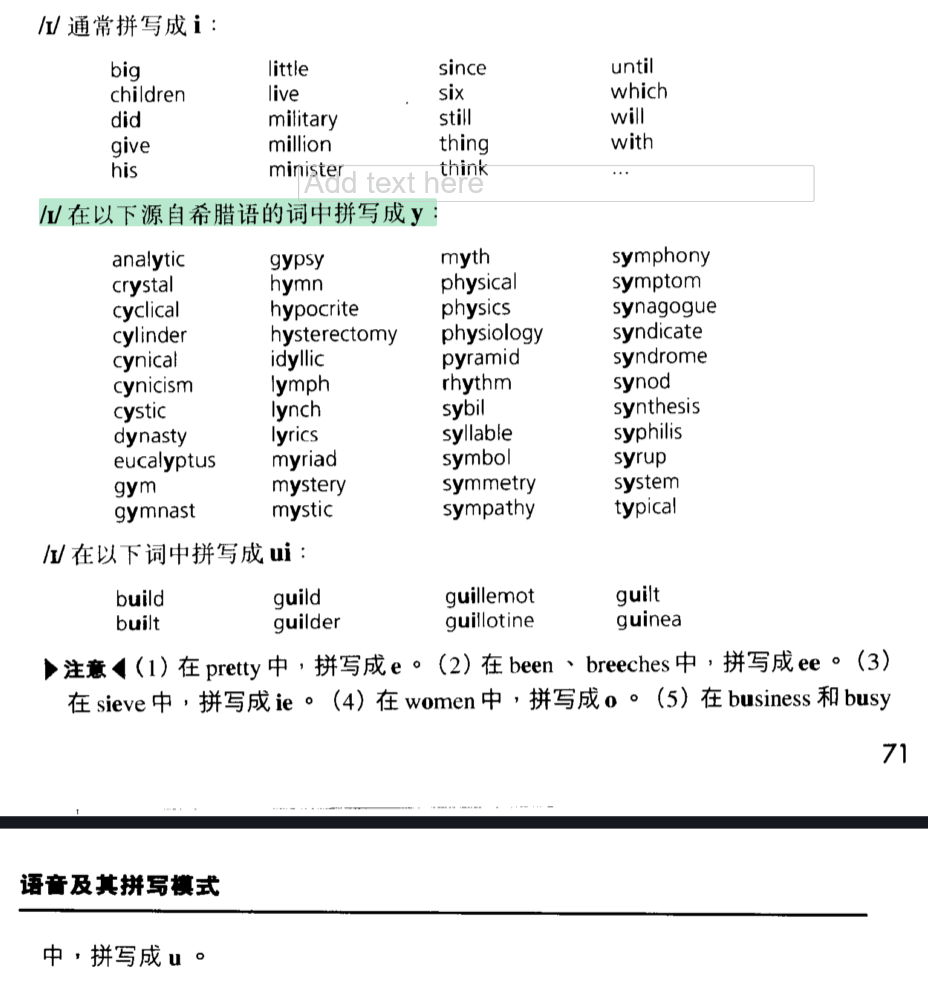 /ɪ/ 通常拼写成 i：
big little since until
children live six which
did military still will
give million thing with
his minister think ...
Add text here
/ɪ/ 在以下源自希腊语的词中拼写成 y：
analytic gypsy myth symphony
crystal hymn physical symptom
cyclical hypocrite physics synagogue
cylinder hysterectomy physiology syndicate
cynical idyllic pyramid syndrome
cynicism lymph rhythm synod
cystic lynch sybil synthesis
dynasty lyrics syllable syphilis
eucalyptus myriad symbol syrup
gym mystery symmetry system
gymnast mystic sympathy typical
/ɪ/ 在以下词中拼写成 ui：
build guild guillemot guilt
built guilder guillotine guinea
▶注意◀（1）在 pretty 中，拼写成 e 。（2）在 been 、 breeches 中，拼写成 ee 。（3）
在 sieve 中，拼写成 ie 。（4）在 women 中，拼写成 o 。（5）在 business 和 busy
71
语音及其拼写模式
中，拼写成 u 。